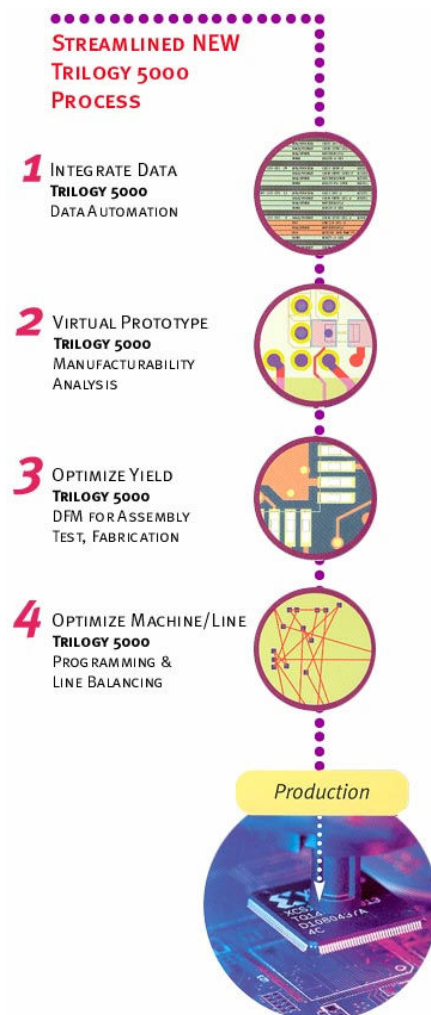 STREAMLINED NEW
TRILOGY 5000
PROCESS
1 INTEGRATE DATA
TRILOGY 5000
DATA AUTOMATION
2 VIRTUAL PROTOTYPE
TRILOGY 5000
MANUFACTURABILITY
ANALYSIS
3 OPTIMIZE YIELD
TRILOGY 5000
DFM FOR ASSEMBLY
TEST, FABRICATION
4 OPTIMIZE MACHINE/LINE
TRILOGY 5000
PROGRAMMING &
LINE BALANCING
Production
D1080437A
4C